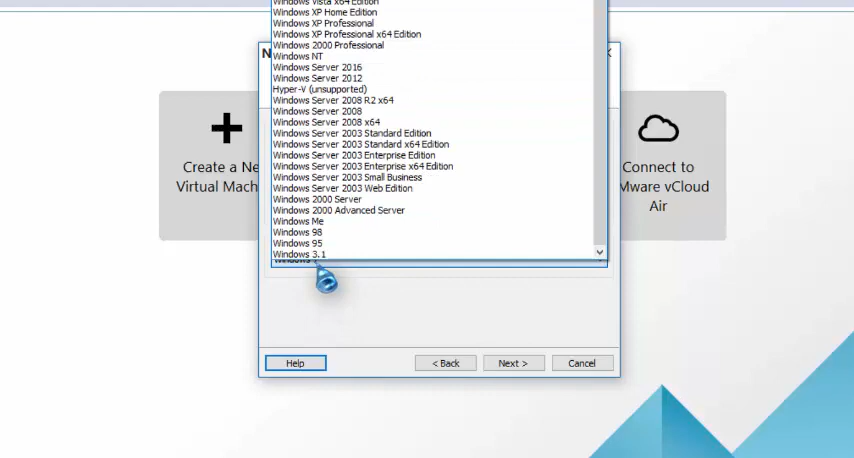 Windows Vista x64 Edition
Windows XP Home Edition
Windows XP Professional
Windows XP Professional x64 Edition
Windows 2000 Professional
Windows NT
Windows Server 2016
Windows Server 2012
Hyper-V (unsupported)
Windows Server 2008 R2 x64
Windows Server 2008
Windows Server 2008 x64
Windows Server 2003 Standard Edition
Windows Server 2003 Standard x64 Edition
Windows Server 2003 Enterprise Edition
Windows Server 2003 Enterprise x64 Edition
Windows Server 2003 Small Business
Windows Server 2003 Web Edition
Windows 2000 Server
Windows 2000 Advanced Server
Windows Me
Windows 98
Windows 95
Windows 3.1
Windows
N
Create a Ne
Virtual Mach
Connect to
Mware vCloud
Air
Help
< Back
Next >
Cancel